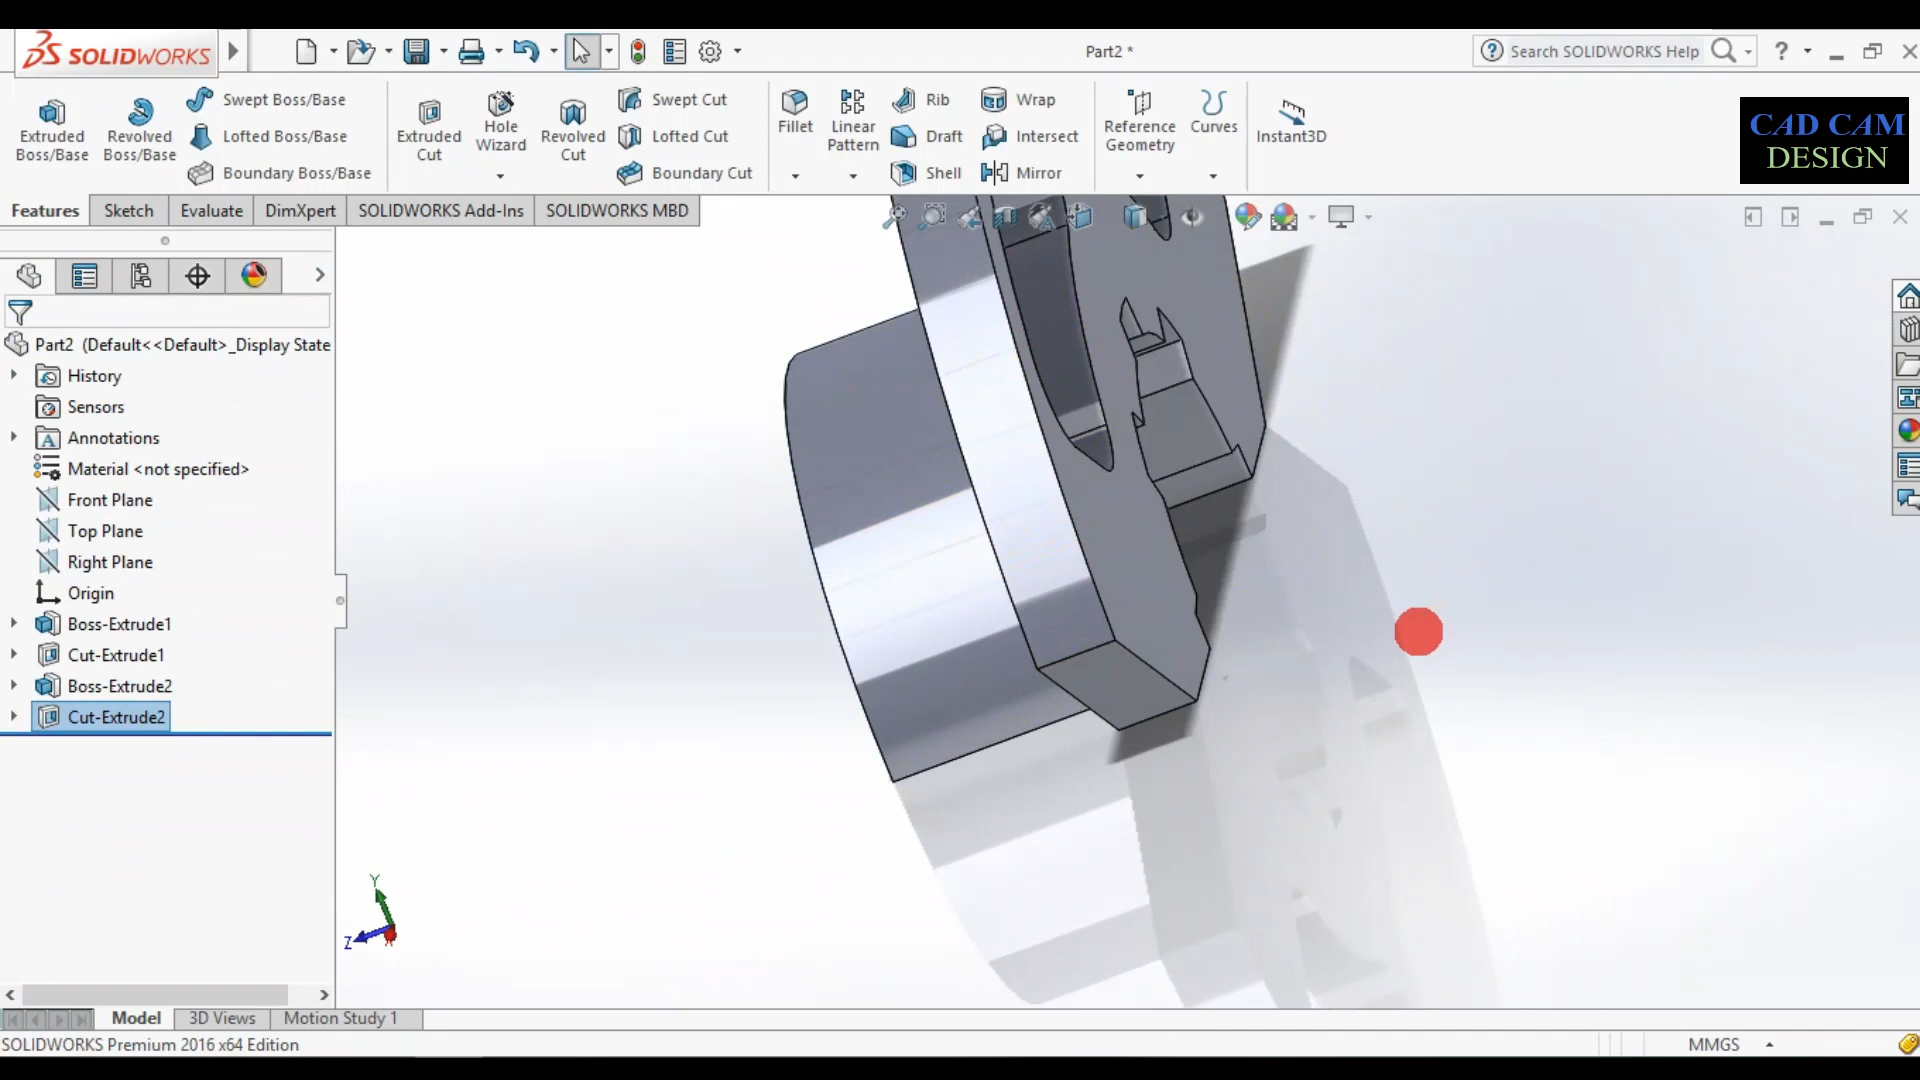 SOLIDWORKS
Part2 *
Search SOLIDWORKS Help
?
Extruded
Boss/Base
Revolved
Boss/Base
Swept Boss/Base
Lofted Boss/Base
Boundary Boss/Base
Extruded
Cut
Hole
Wizard
Revolved
Cut
Swept Cut
Lofted Cut
Boundary Cut
Fillet
Linear
Pattern
Rib
Draft
Shell
Wrap
Intersect
Mirror
Reference
Geometry
Curves
Instant3D
CAD CAM
DESIGN
Features
Sketch
Evaluate
DimXpert
SOLIDWORKS Add-Ins
SOLIDWORKS MBD
Part2 (Default<<Default>_Display State
History
Sensors
Annotations
Material <not specified>
Front Plane
Top Plane
Right Plane
Origin
Boss-Extrude1
Cut-Extrude1
Boss-Extrude2
Cut-Extrude2
Y
Z
Model
3D Views
Motion Study 1
SOLIDWORKS Premium 2016 x64 Edition
MMGS